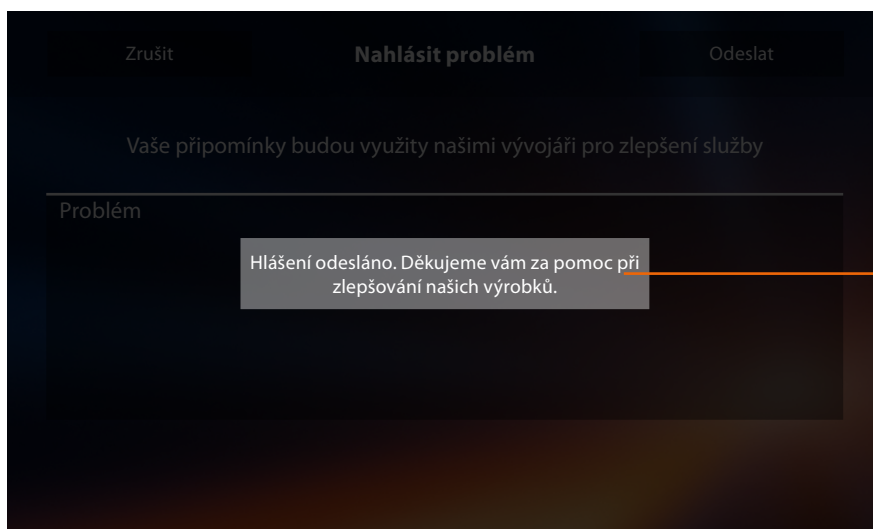 Zrušit
Nahlásit problém
Odeslat
Vaše připomínky budou využity našimi vývojáři pro zlepšení služby
Problém
Hlášení odesláno. Děkujeme vám za pomoc při
zlepšování našich výrobků.